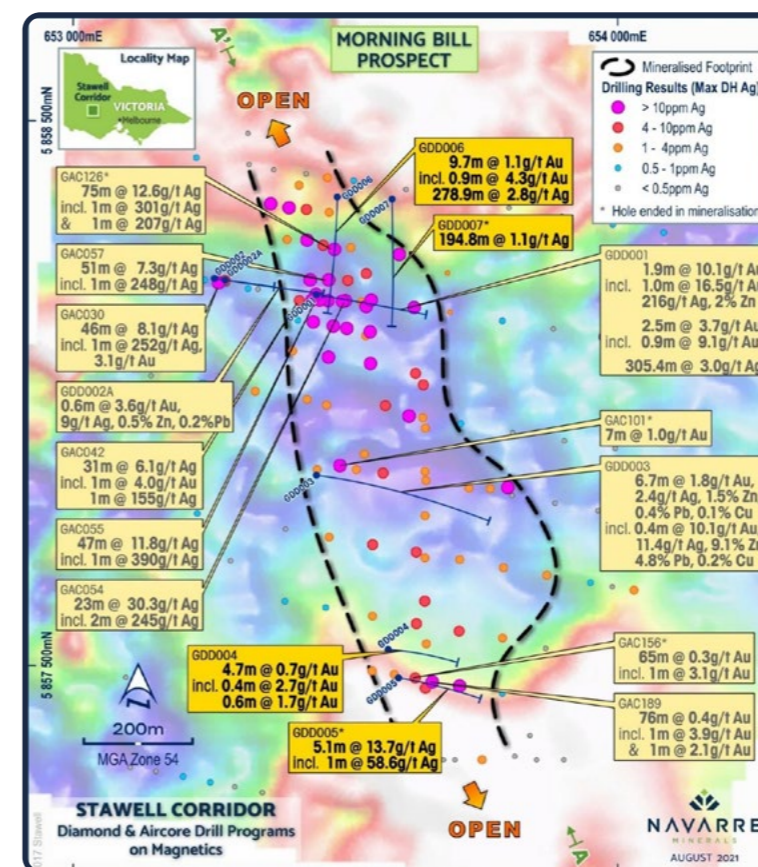 653 000mE
654 000mE
A'
MORNING BILL
PROSPECT
Locality Map
Stawell
Corridor
VICTORIA
Melbourne
5 858 500mN
OPEN
Mineralised Footprint
Drilling Results (Max DH Ag)
> 10ppm Ag
4 - 10ppm Ag
1 - 4ppm Ag
0.5 - 1ppm Ag
< 0.5ppm Ag
* Hole ended in mineralisation
GDD006
9.7m @ 1.1g/t Au
incl. 0.9m @ 4.3g/t Au
278.9m @ 2.8g/t Ag
GDD007*
194.8m @ 1.1g/t Ag
GAC126*
75m @ 12.6g/t Ag
incl. 1m @ 301g/t Ag
& 1m @ 207g/t Ag
GDD006
GDD007
GAC057
51m @ 7.3g/t Ag
incl. 1m @ 248g/t Ag
GDD002
GDD002A
GDD001
GDD001
1.9m @ 10.1g/t Au
incl. 1.0m @ 16.5g/t Au
216g/t Ag, 2% Zn
2.5m @ 3.7g/t Au
incl. 0.9m @ 9.1g/t Au
305.4m @ 3.0g/t Ag
GAC030
46m @ 8.1g/t Ag
incl. 1m @ 252g/t Ag,
3.1g/t Au
GDD002A
0.6m @ 3.6g/t Au,
9g/t Ag, 0.5% Zn, 0.2%Pb
GAC042
31m @ 6.1g/t Ag
incl. 1m @ 4.0g/t Au
1m @ 155g/t Ag
GAC101*
7m @ 1.0g/t Au
GDD003
GDD003
6.7m @ 1.8g/t Au,
2.4g/t Ag, 1.5% Zn
0.4% Pb, 0.1% Cu
incl. 0.4m @ 10.1g/t Au
11.4g/t Ag, 9.1% Zn
4.8% Pb, 0.2% Cu
GAC055
47m @ 11.8g/t Ag
incl. 1m @ 390g/t Ag
GAC054
23m @ 30.3g/t Ag
incl. 2m @ 245g/t Ag
GDD004
GDD004
4.7m @ 0.7g/t Au
incl. 0.4m @ 2.7g/t Au
0.6m @ 1.7g/t Au
GAC156*
65m @ 0.3g/t Au
incl. 1m @ 3.1g/t Au
5 857 500mN
GDD005
GAC189
76m @ 0.4g/t Au
incl. 1m @ 3.9g/t Au
& 1m @ 2.1g/t Au
GDD005*
5.1m @ 13.7g/t Ag
incl. 1m @ 58.6g/t Ag
N
200m
MGA Zone 54
OPEN
A
STAWELL CORRIDOR
Diamond & Aircore Drill Programs
on Magnetics
NAVARRE
MINERALS
AUGUST 2021
017 Stawell